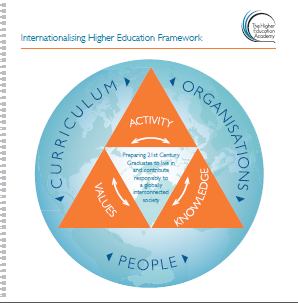 Internationalising Higher Education Framework
The Higher
Education
Academy
CURRICULUM
ORGANISATIONS
PEOPLE
ACTIVITY
VALUES
KNOWLEDGE
Preparing 21st Century
Graduates to live in
and contribute
responsibly to
a globally
interconnected
society